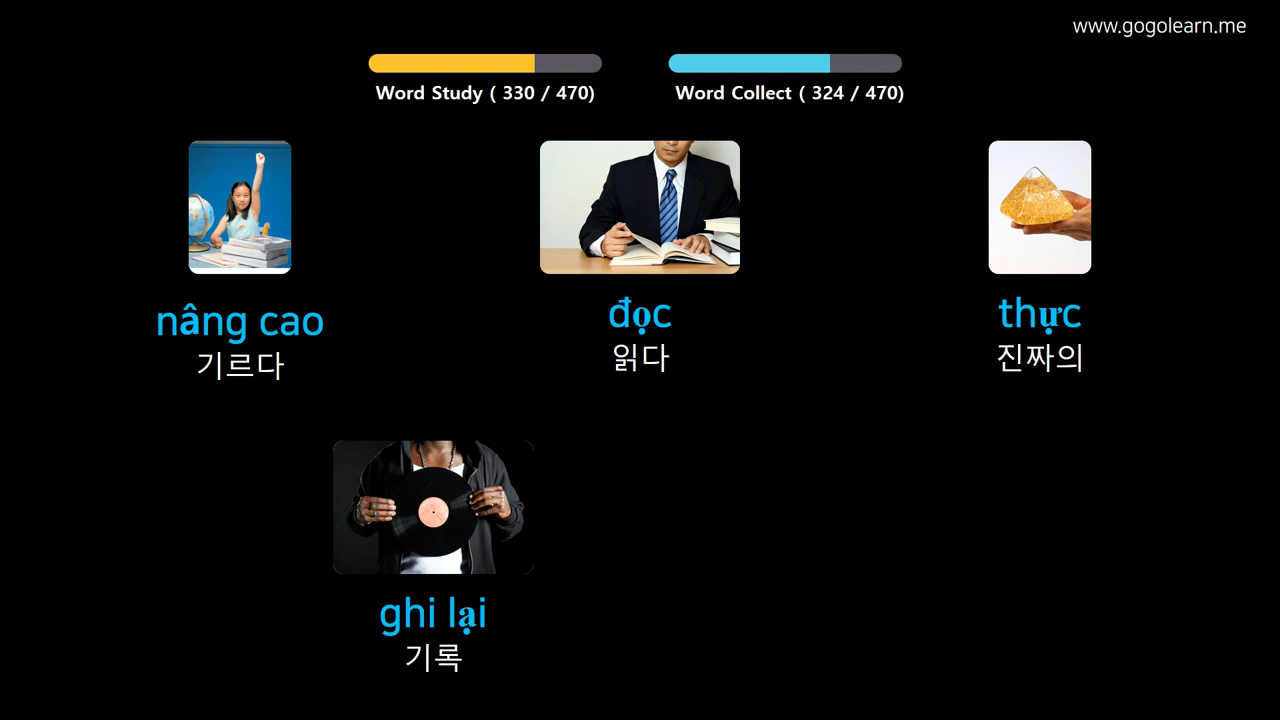 www.gogolearn.me
Word Study ( 330 / 470)
Word Collect ( 324 / 470)
nâng cao
기르다
đọc
읽다
thực
진짜의
ghi lại
기록